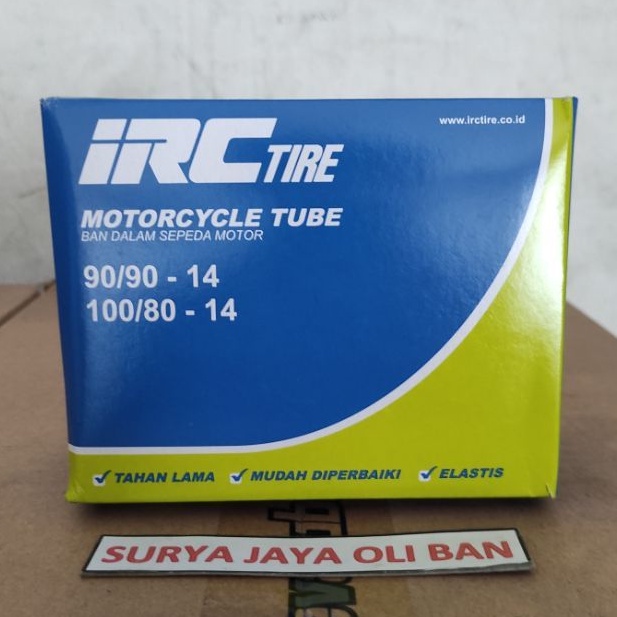 www.irctire.co.id
iRC TIRE
MOTORCYCLE TUBE
BAN DALAM SEPEDA MOTOR
90/90 - 14
100/80 - 14
TAHAN LAMA MUDAH DIPERBAIKI ELASTIS
SURYA JAYA OLI BAN